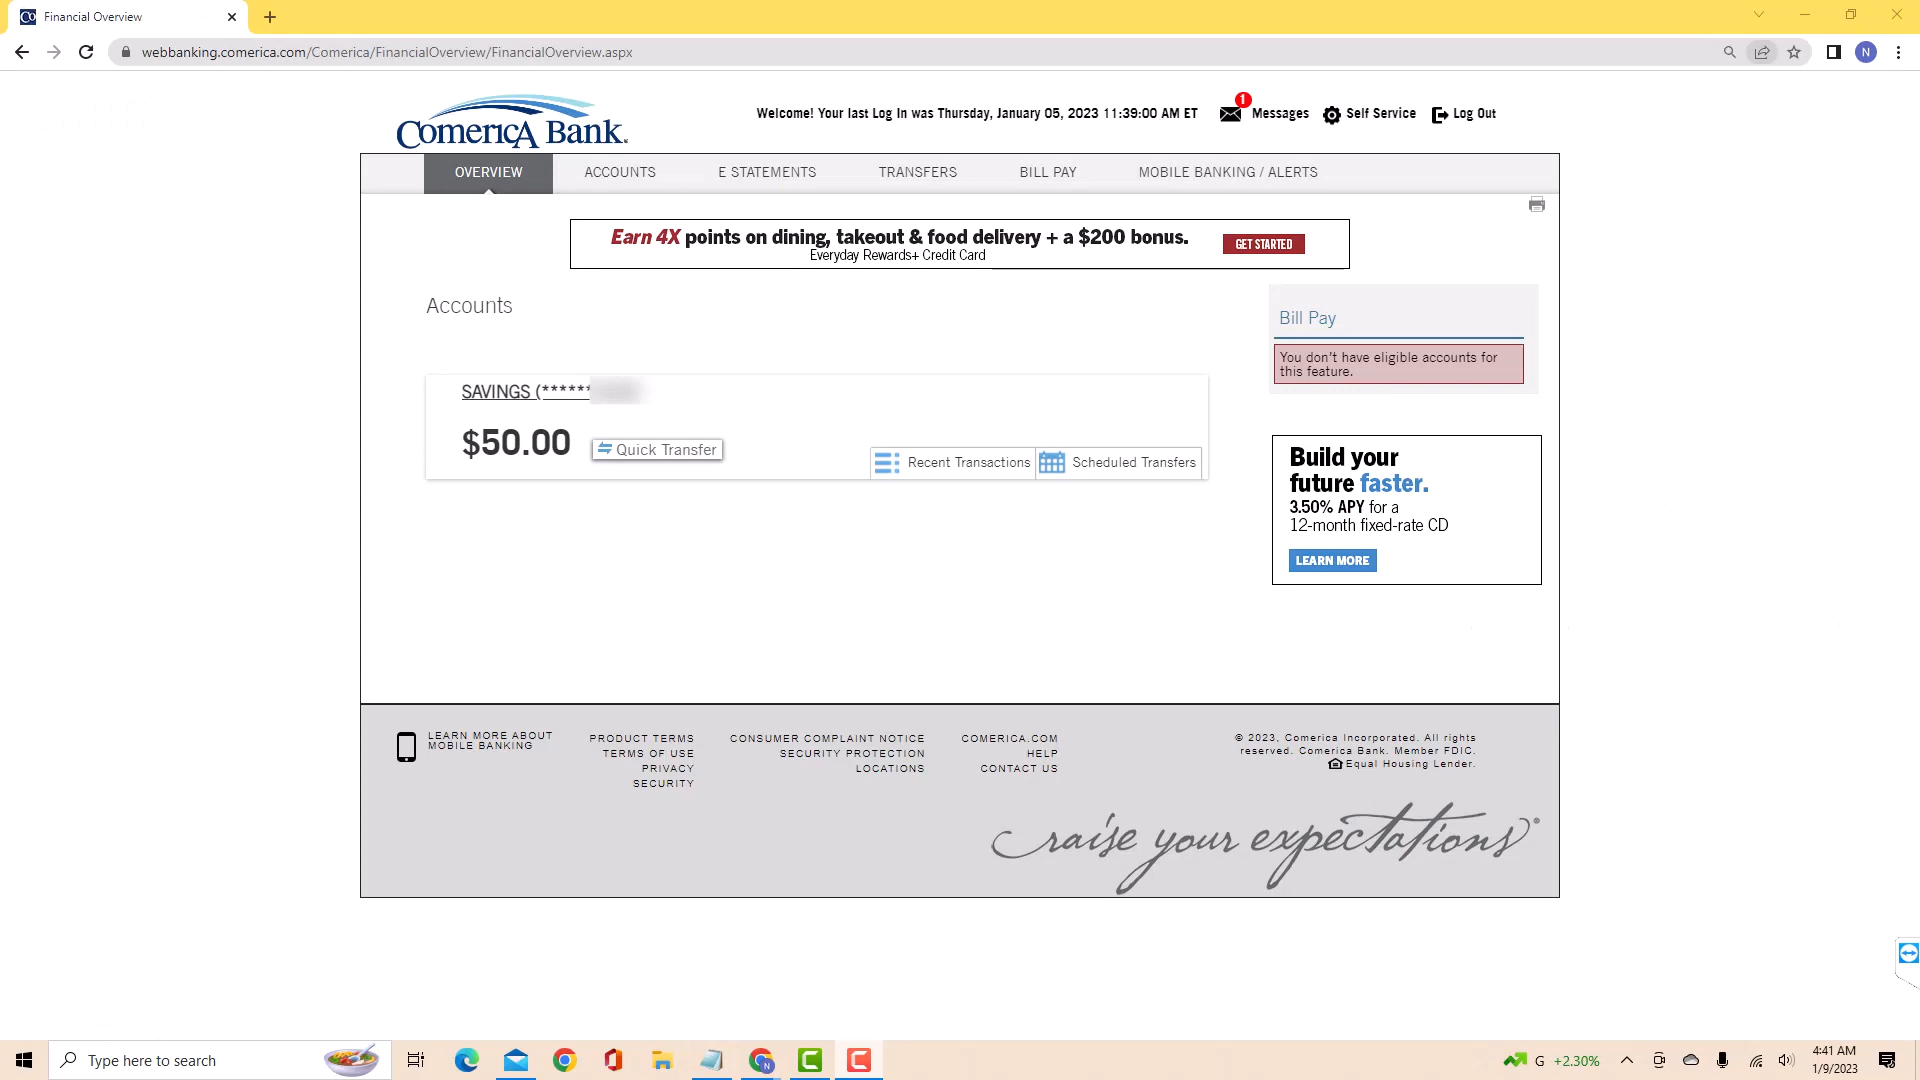 Financial Overview
webbanking.comerica.com/Comerica/FinancialOverview/FinancialOverview.aspx
N
Comerica Bank
Welcome! Your last Log In was Thursday, January 05, 2023 11:39:00 AM ET
1
Messages
Self Service
Log Out
OVERVIEW
ACCOUNTS
E STATEMENTS
TRANSFERS
BILL PAY
MOBILE BANKING / ALERTS
Earn 4X points on dining, takeout & food delivery + a $200 bonus.
Everyday Rewards+ Credit Card
GET STARTED
Accounts
SAVINGS (******
$50.00
Quick Transfer
Recent Transactions
Scheduled Transfers
Bill Pay
You don't have eligible accounts for
this feature.
Build your
future faster.
3.50% APY for a
12-month fixed-rate CD
LEARN MORE
LEARN MORE ABOUT
MOBILE BANKING
PRODUCT TERMS
TERMS OF USE
PRIVACY
SECURITY
CONSUMER COMPLAINT NOTICE
SECURITY PROTECTION
LOCATIONS
COMERICA.COM
HELP
CONTACT US
© 2023, Comerica Incorporated. All rights
reserved. Comerica Bank. Member FDIC.
Equal Housing Lender.
raise your expectations®
Type here to search
G +2.30%
4:41 AM
1/9/2023